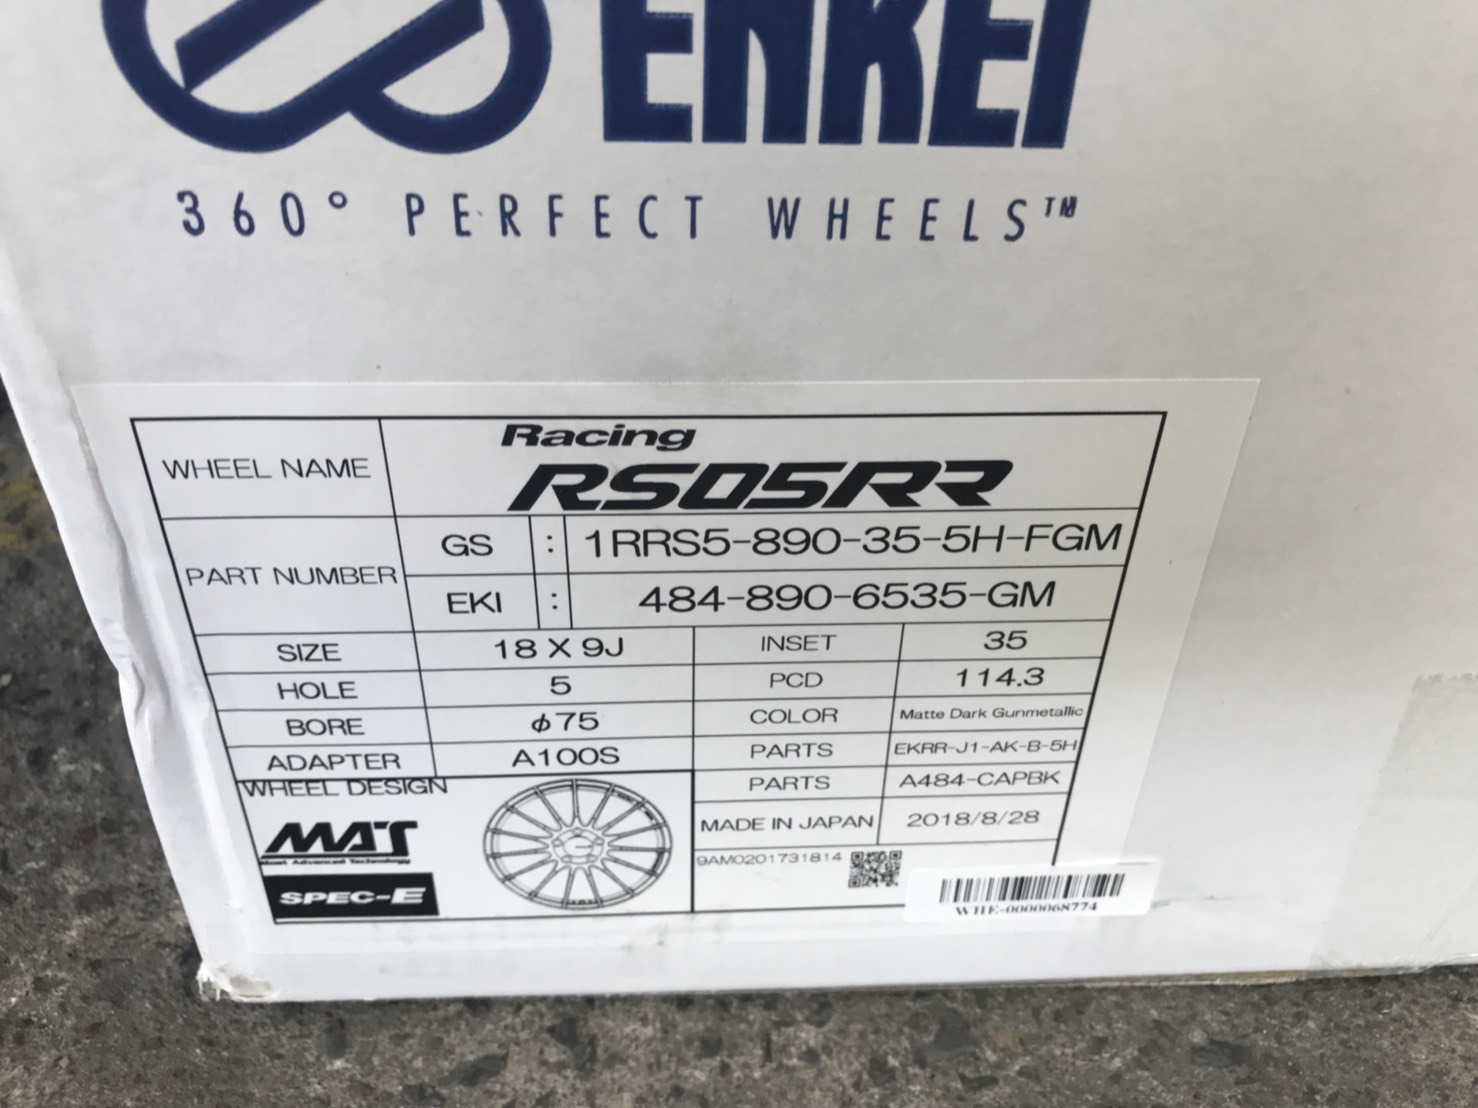 ENKEI
360° PERFECT WHEELS™
WHEEL NAME
Racing
RS05RR
PART NUMBER
GS : 1RRS5-890-35-5H-FGM
EKI : 484-890-6535-GM
SIZE 18 X 9J INSET 35
HOLE 5 PCD 114.3
BORE φ75 COLOR Matte Dark Gunmetallic
ADAPTER A100S PARTS EKRR-J1-AK-B-5H
WHEEL DESIGN PARTS A484-CAPBK
MAT
Most Advanced Technology
SPEC-E
MADE IN JAPAN 2018/8/28
9AM0201731814
WHE-0000068774